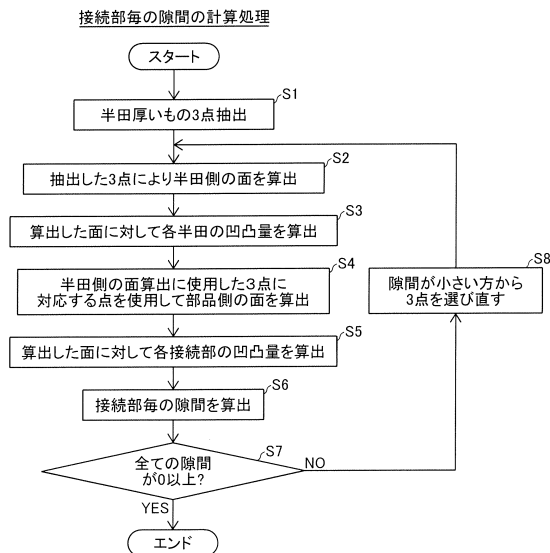 接続部毎の隙間の計算処理
スタート
S1
半田厚いもの3点抽出
S2
抽出した3点により半田側の面を算出
S3
算出した面に対して各半田の凹凸量を算出
S4
半田側の面算出に使用した3点に
対応する点を使用して部品側の面を算出
S5
算出した面に対して各接続部の凹凸量を算出
S6
接続部毎の隙間を算出
S7
全ての隙間
が0以上?
NO
YES
S8
隙間が小さい方から
3点を選び直す
エンド